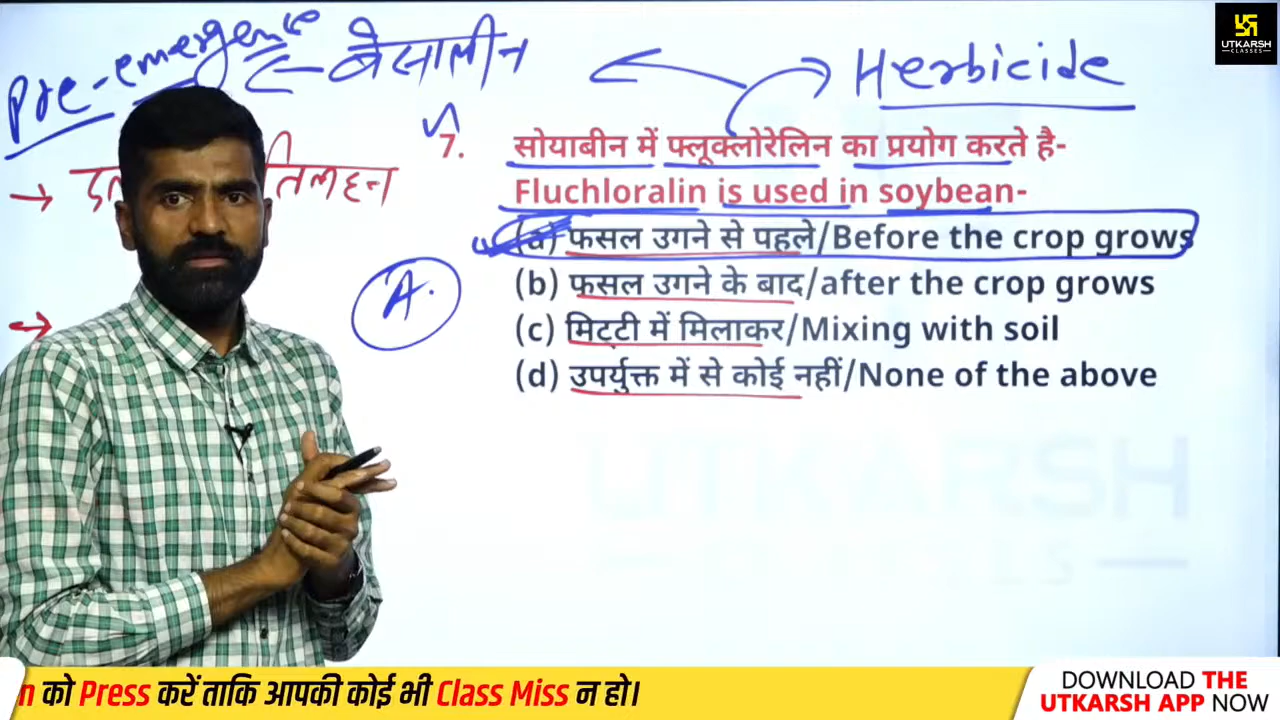 Pre-emergence ← बेसालीन
Herbicide
UTKARSH
CLASSES
→ तिलहन
7. सोयाबीन में फ्लूक्लोरेलिन का प्रयोग करते है-
Fluchloralin is used in soybean-
(a) फसल उगने से पहले/Before the crop grows
(b) फसल उगने के बाद/after the crop grows
(c) मिट्टी में मिलाकर/Mixing with soil
(d) उपर्युक्त में से कोई नहीं/None of the above
A.
UTKARSH
n को Press करें ताकि आपकी कोई भी Class Miss न हो।
DOWNLOAD THE
UTKARSH APP NOW